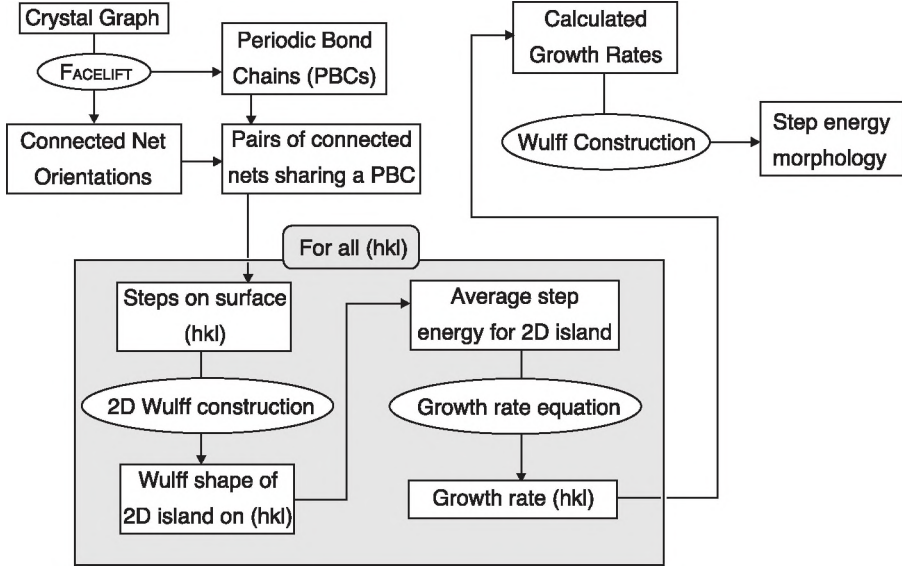 Crystal Graph
FACELIFT
Periodic Bond
Chains (PBCs)
Connected Net
Orientations
Pairs of connected
nets sharing a PBC
Calculated
Growth Rates
Wulff Construction
Step energy
morphology
For all (hkl)
Steps on surface
(hkl)
2D Wulff construction
Wulff shape of
2D island on (hkl)
Average step
energy for 2D island
Growth rate equation
Growth rate (hkl)